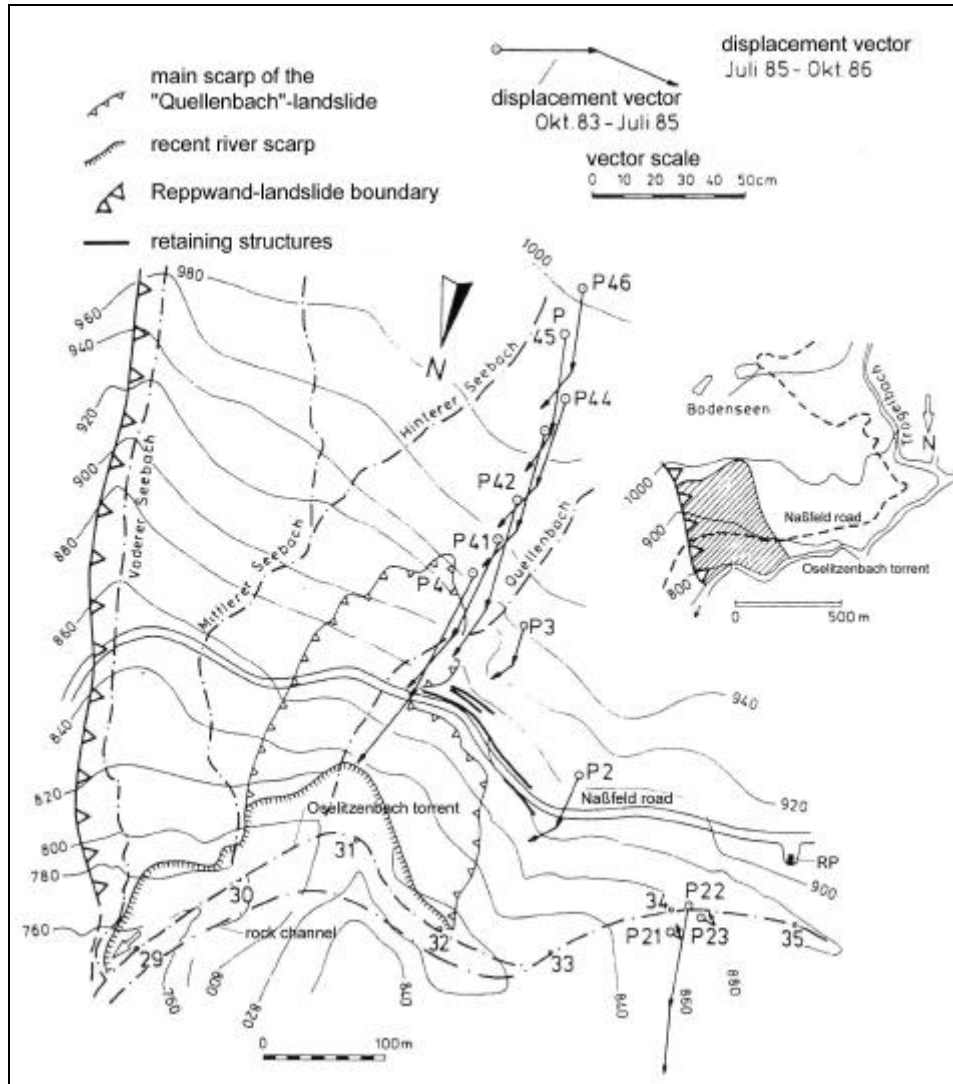 main scarp of the
"Quellenbach"-landslide
recent river scarp
Reppwand-landslide boundary
retaining structures
displacement vector
Juli 85 - Okt. 86
displacement vector
Okt. 83 - Juli 85
vector scale
0 10 20 30 40 50cm
1000
980
960
940
920
900
880
860
840
820
800
780
760
N
P46
P
45
P44
P42
P41
P4
P3
P2
Vorderer Seebach
Mittlerer Seebach
Hinterer Seebach
Quellenbach
940
920
900
Naßfeld road
RP
Oselitzenbach torrent
31
30
29
rock channel
32
33
34
P22
P21
P23
35
760
800
820
840
870
860
880
0 100m
Bodenseen
Trogelbach
N
1000
900
800
Naßfeld road
Oselitzenbach torrent
0 500m